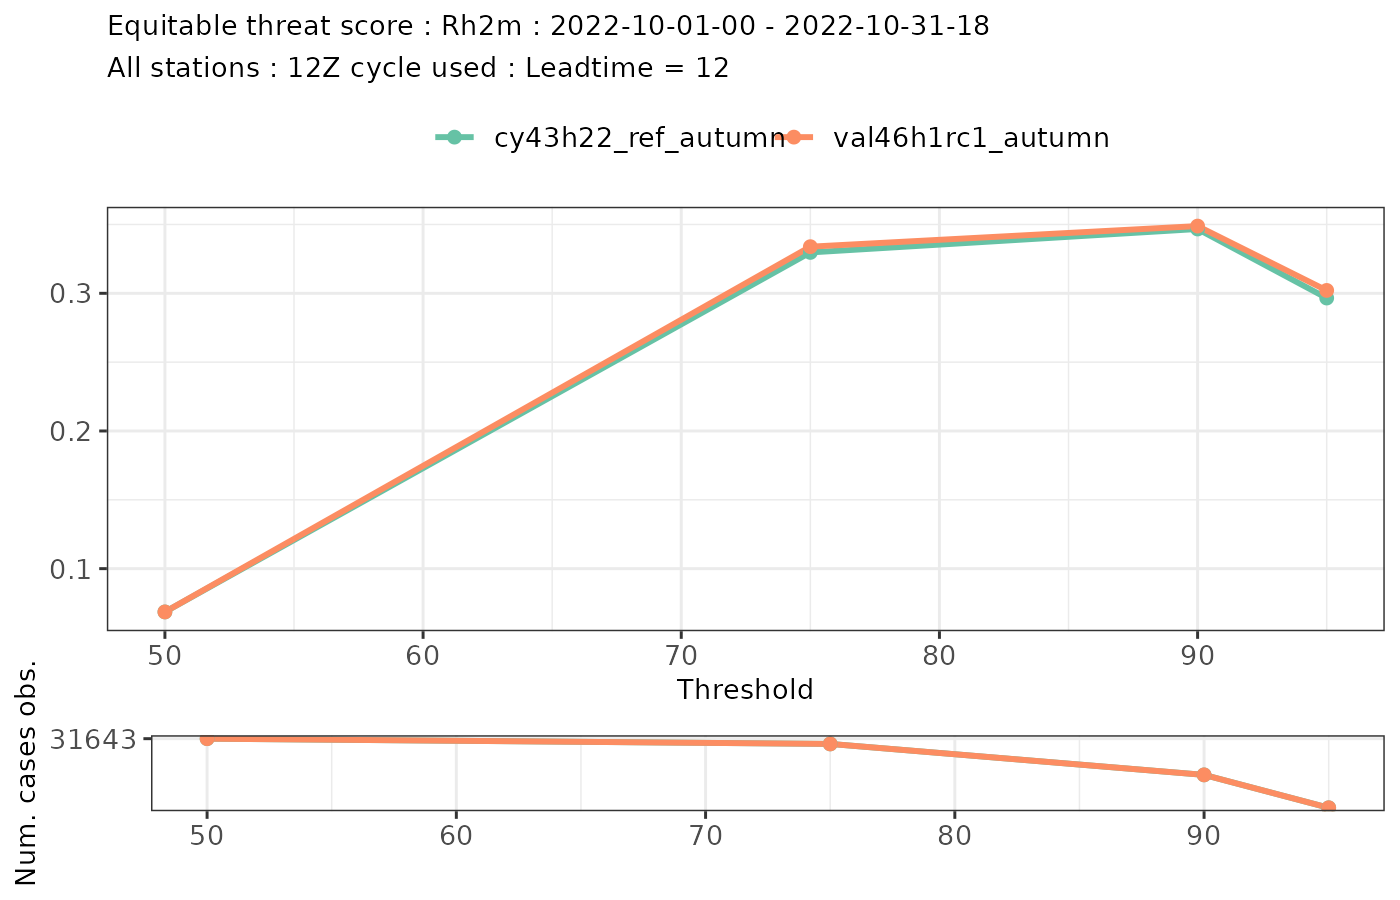 Equitable threat score : Rh2m : 2022-10-01-00 - 2022-10-31-18
All stations : 12Z cycle used : Leadtime = 12
cy43h22_ref_autumn val46h1rc1_autumn
0.3
0.2
0.1
50 60 70 80 90
Threshold
Num. cases obs.
31643
50 60 70 80 90